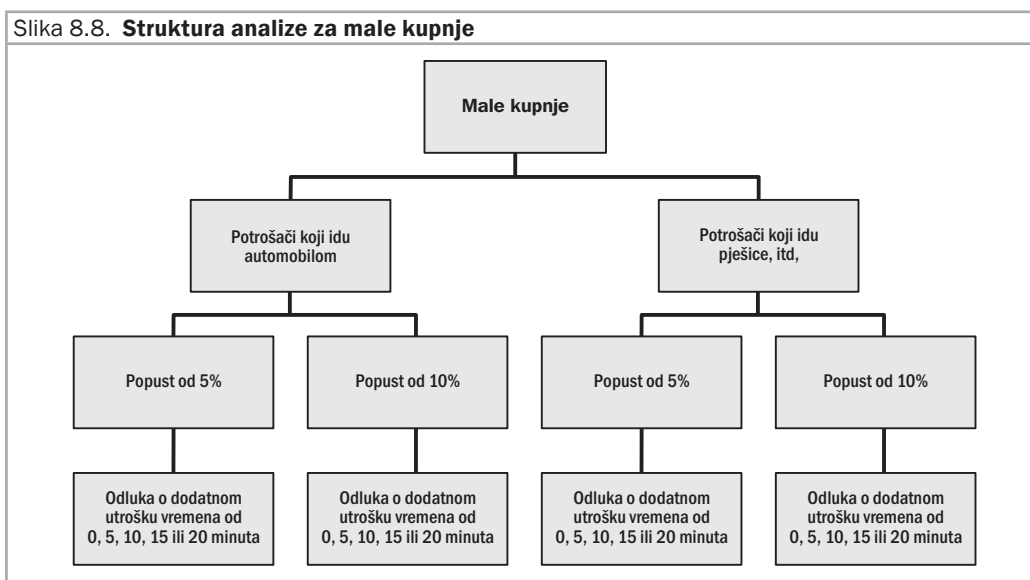 Slika 8.8. Struktura analize za male kupnje
Male kupnje
Potrošači koji idu
automobilom
Potrošači koji idu
pješice, itd,
Popust od 5%
Popust od 10%
Popust od 5%
Popust od 10%
Odluka o dodatnom
utrošku vremena od
0, 5, 10, 15 ili 20 minuta
Odluka o dodatnom
utrošku vremena od
0, 5, 10, 15 ili 20 minuta
Odluka o dodatnom
utrošku vremena od
0, 5, 10, 15 ili 20 minuta
Odluka o dodatnom
utrošku vremena od
0, 5, 10, 15 ili 20 minuta